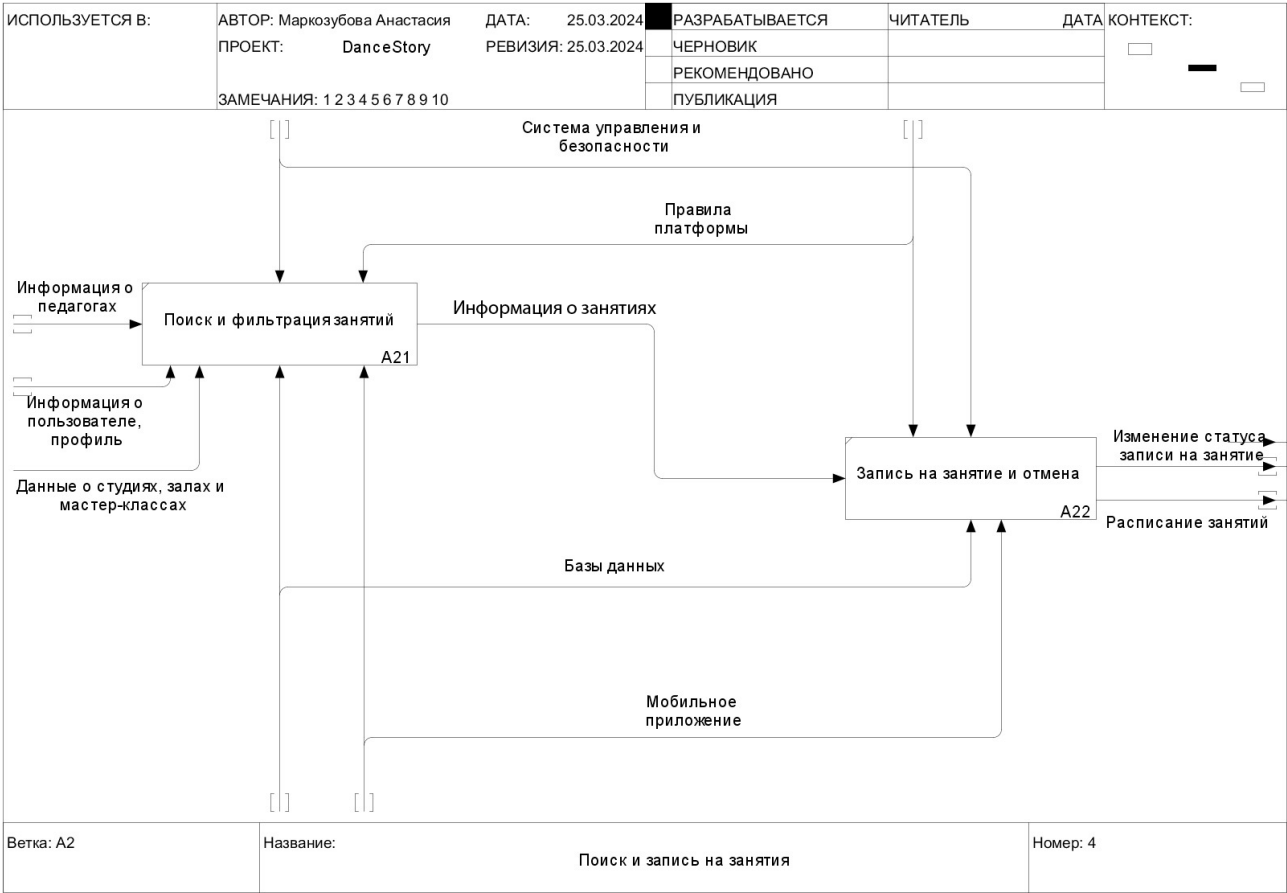 ИСПОЛЬЗУЕТСЯ В:
АВТОР: Маркозубова Анастасия
ДАТА: 25.03.2024
РАЗРАБАТЫВАЕТСЯ
ЧИТАТЕЛЬ
ДАТА
КОНТЕКСТ:
ПРОЕКТ: DanceStory
РЕВИЗИЯ: 25.03.2024
ЧЕРНОВИК
РЕКОМЕНДОВАНО
ЗАМЕЧАНИЯ: 1 2 3 4 5 6 7 8 9 10
ПУБЛИКАЦИЯ
Система управления и
безопасности
Правила
платформы
Информация о
педагогах
Поиск и фильтрация занятий
A21
Информация о занятиях
Информация о
пользователе,
профиль
Данные о студиях, залах и
мастер-классах
Изменение статуса
записи на занятие
Запись на занятие и отмена
A22
Расписание занятий
Базы данных
Мобильное
приложение
Ветка: A2
Название:
Поиск и запись на занятия
Номер: 4